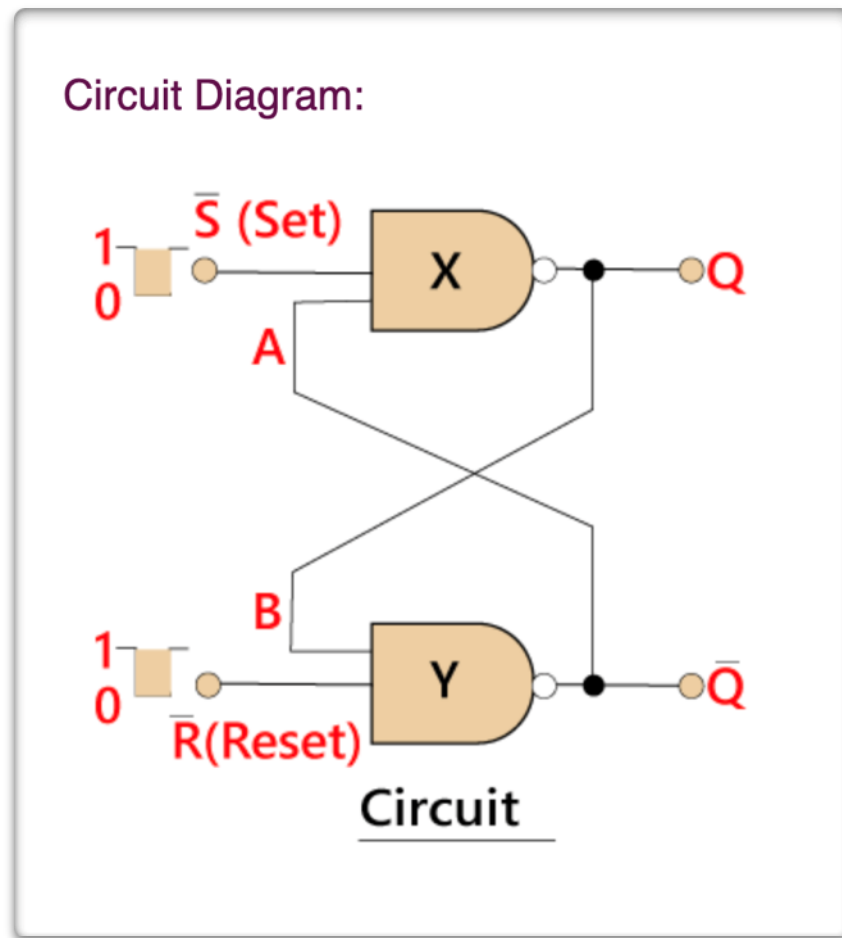 Circuit Diagram:
S̅ (Set)
1
0
X
Q
A
B
1
0
Y
Q̅
R̅(Reset)
Circuit